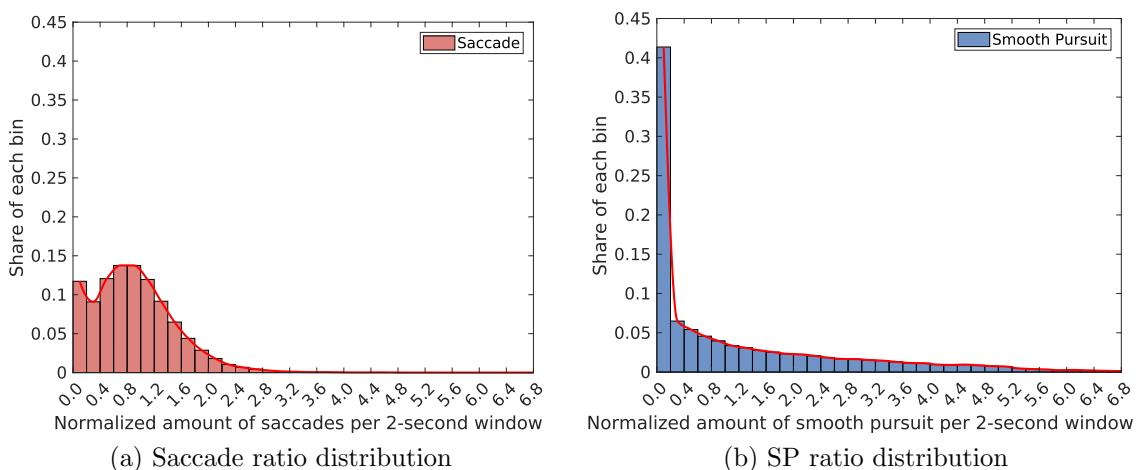 0.45
0.4
0.35
0.3
0.25
0.2
0.15
0.1
0.05
0
Share of each bin
Saccade
0.0 0.4 0.8 1.2 1.6 2.0 2.4 2.8 3.2 3.6 4.0 4.4 4.8 5.2 5.6 6.0 6.4 6.8
Normalized amount of saccades per 2-second window
(a) Saccade ratio distribution
0.45
0.4
0.35
0.3
0.25
0.2
0.15
0.1
0.05
0
Share of each bin
Smooth Pursuit
0.0 0.4 0.8 1.2 1.6 2.0 2.4 2.8 3.2 3.6 4.0 4.4 4.8 5.2 5.6 6.0 6.4 6.8
Normalized amount of smooth pursuit per 2-second window
(b) SP ratio distribution